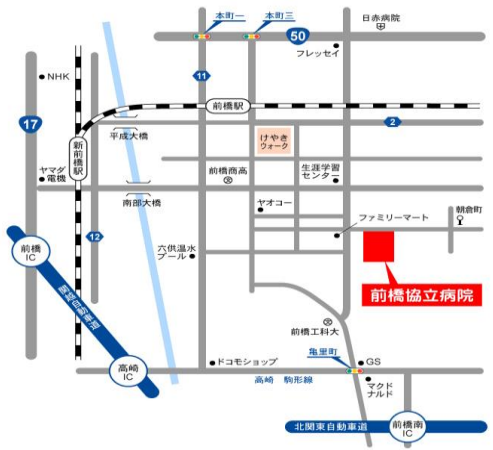 本町一
本町三
日赤病院
50
フレッセイ
NHK
11
17
前橋駅
2
平成大橋
けやき
ウォーク
新前橋駅
ヤマダ
電機
前橋商高
生涯学習
センター
南部大橋
ヤオコー
ファミリーマート
朝倉町
12
六供温水
プール
前橋
IC
関越自動車道
前橋協立病院
前橋工科大
亀里町
高崎
IC
ドコモショップ
GS
高崎 駒形線
マクド
ナルド
北関東自動車道
前橋南
IC